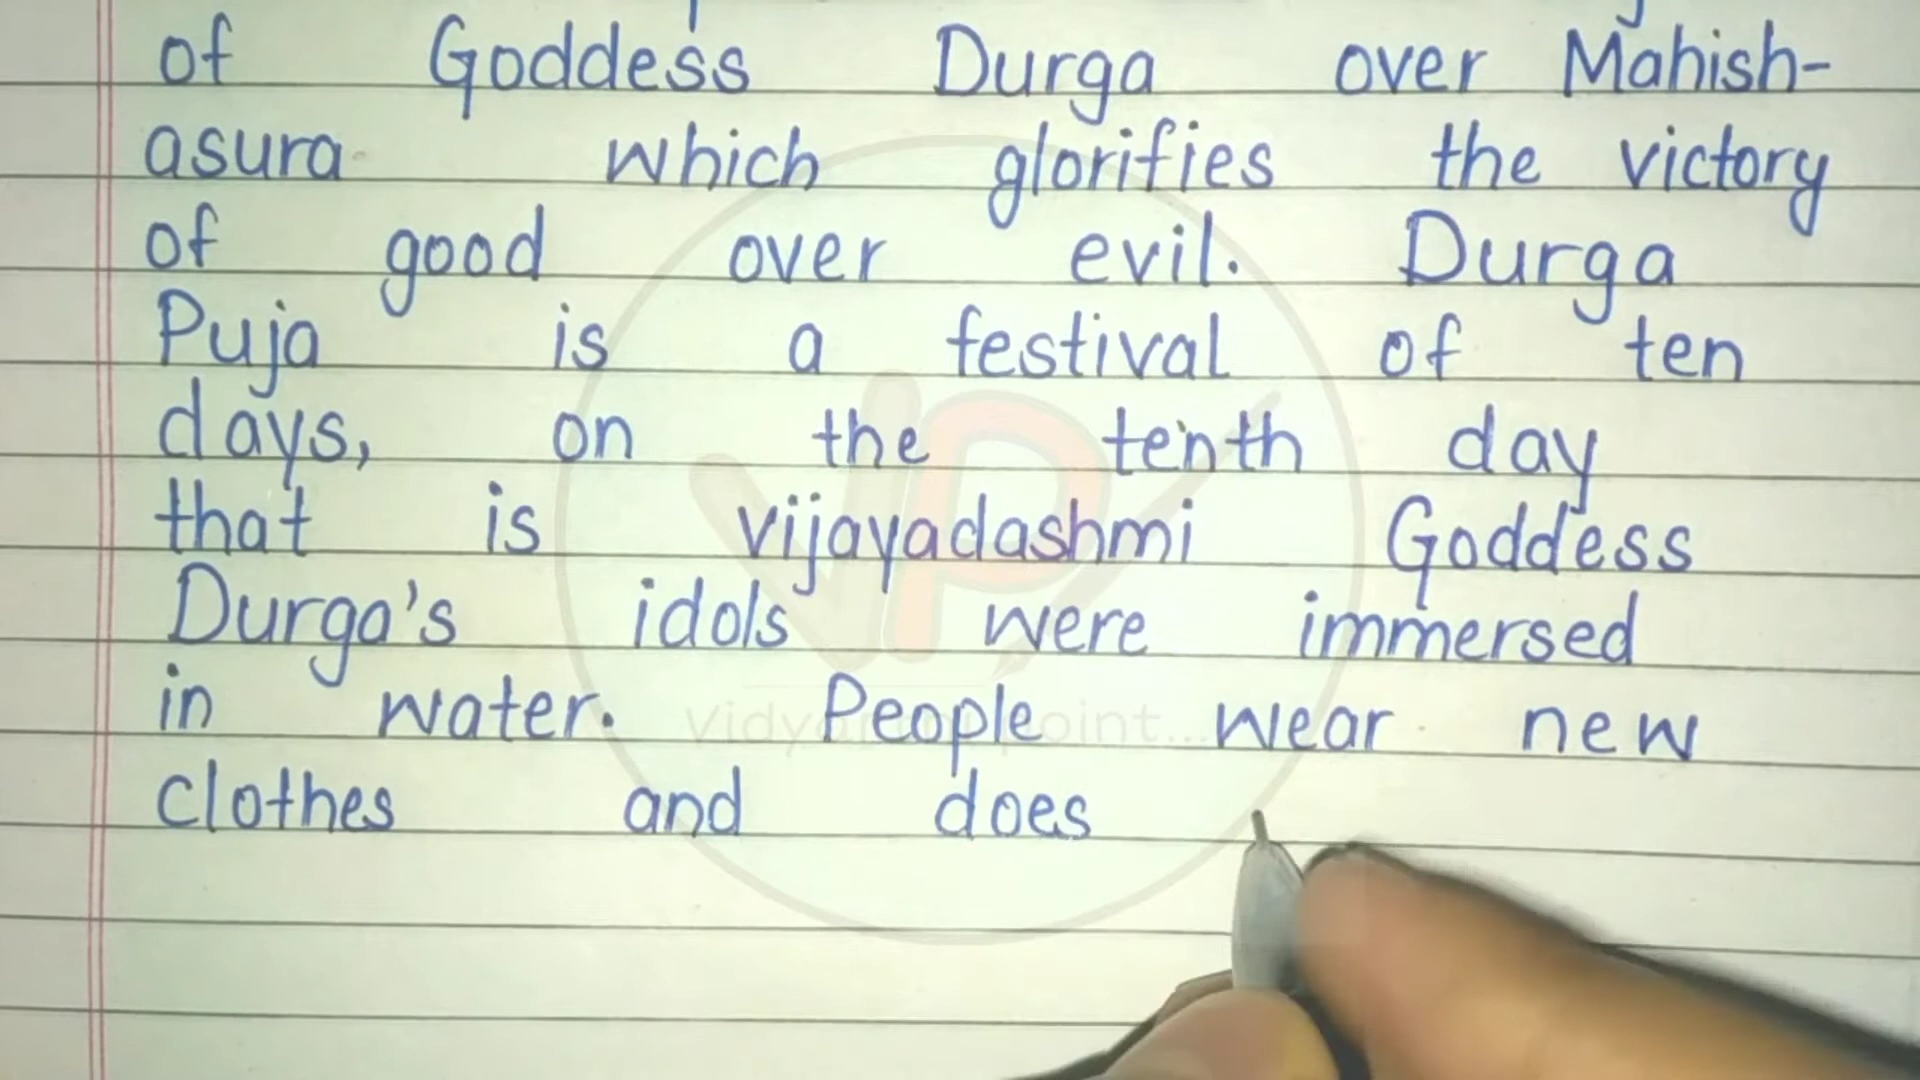 of Goddess Durga over Mahish-
asura which glorifies the victory
of good over evil. Durga
Puja is a festival of ten
days, on the tenth day
that is vijayadashmi Goddess
Durga's idols were immersed
in water. People wear new
clothes and does